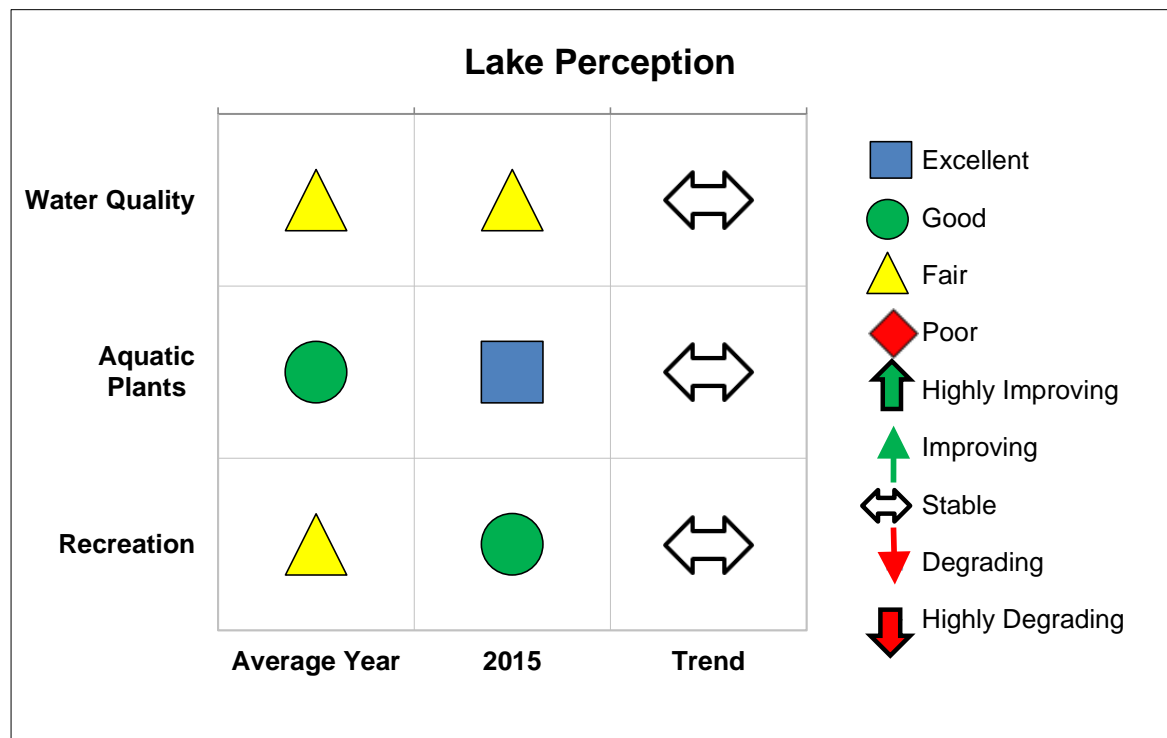 Lake Perception
Water Quality
Aquatic
Plants
Recreation
Average Year
2015
Trend
Excellent
Good
Fair
Poor
Highly Improving
Improving
Stable
Degrading
Highly Degrading